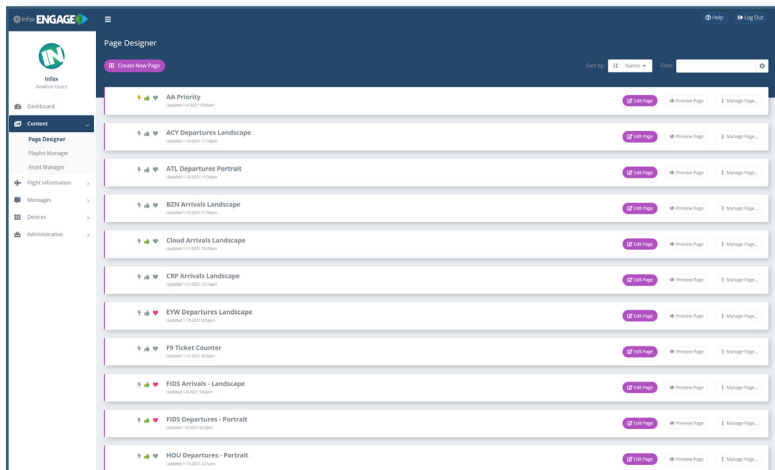 Infax ENGAGE
Help
Log Out
Page Designer
Create New Page
Sort by
Name
Filter
Infax
Aviation Users
Dashboard
Content
Page Designer
Playlist Manager
Asset Manager
Flight Information
Messages
Devices
Administrative
AA Priority
Edit Page
Preview Page
Manage Page...
ACY Departures Landscape
Updated 1-10-2021 11:15pm
Edit Page
Preview Page
Manage Page...
ATL Departures Portrait
Edit Page
Preview Page
Manage Page...
BZN Arrivals Landscape
Edit Page
Preview Page
Manage Page...
Cloud Arrivals Landscape
Edit Page
Preview Page
Manage Page...
CRP Arrivals Landscape
Edit Page
Preview Page
Manage Page...
EYW Departures Landscape
Edit Page
Preview Page
Manage Page...
F9 Ticket Counter
Edit Page
Preview Page
Manage Page...
FIDS Arrivals - Landscape
Edit Page
Preview Page
Manage Page...
FIDS Departures - Portrait
Edit Page
Preview Page
Manage Page...
HOU Departures - Portrait
Edit Page
Preview Page
Manage Page...